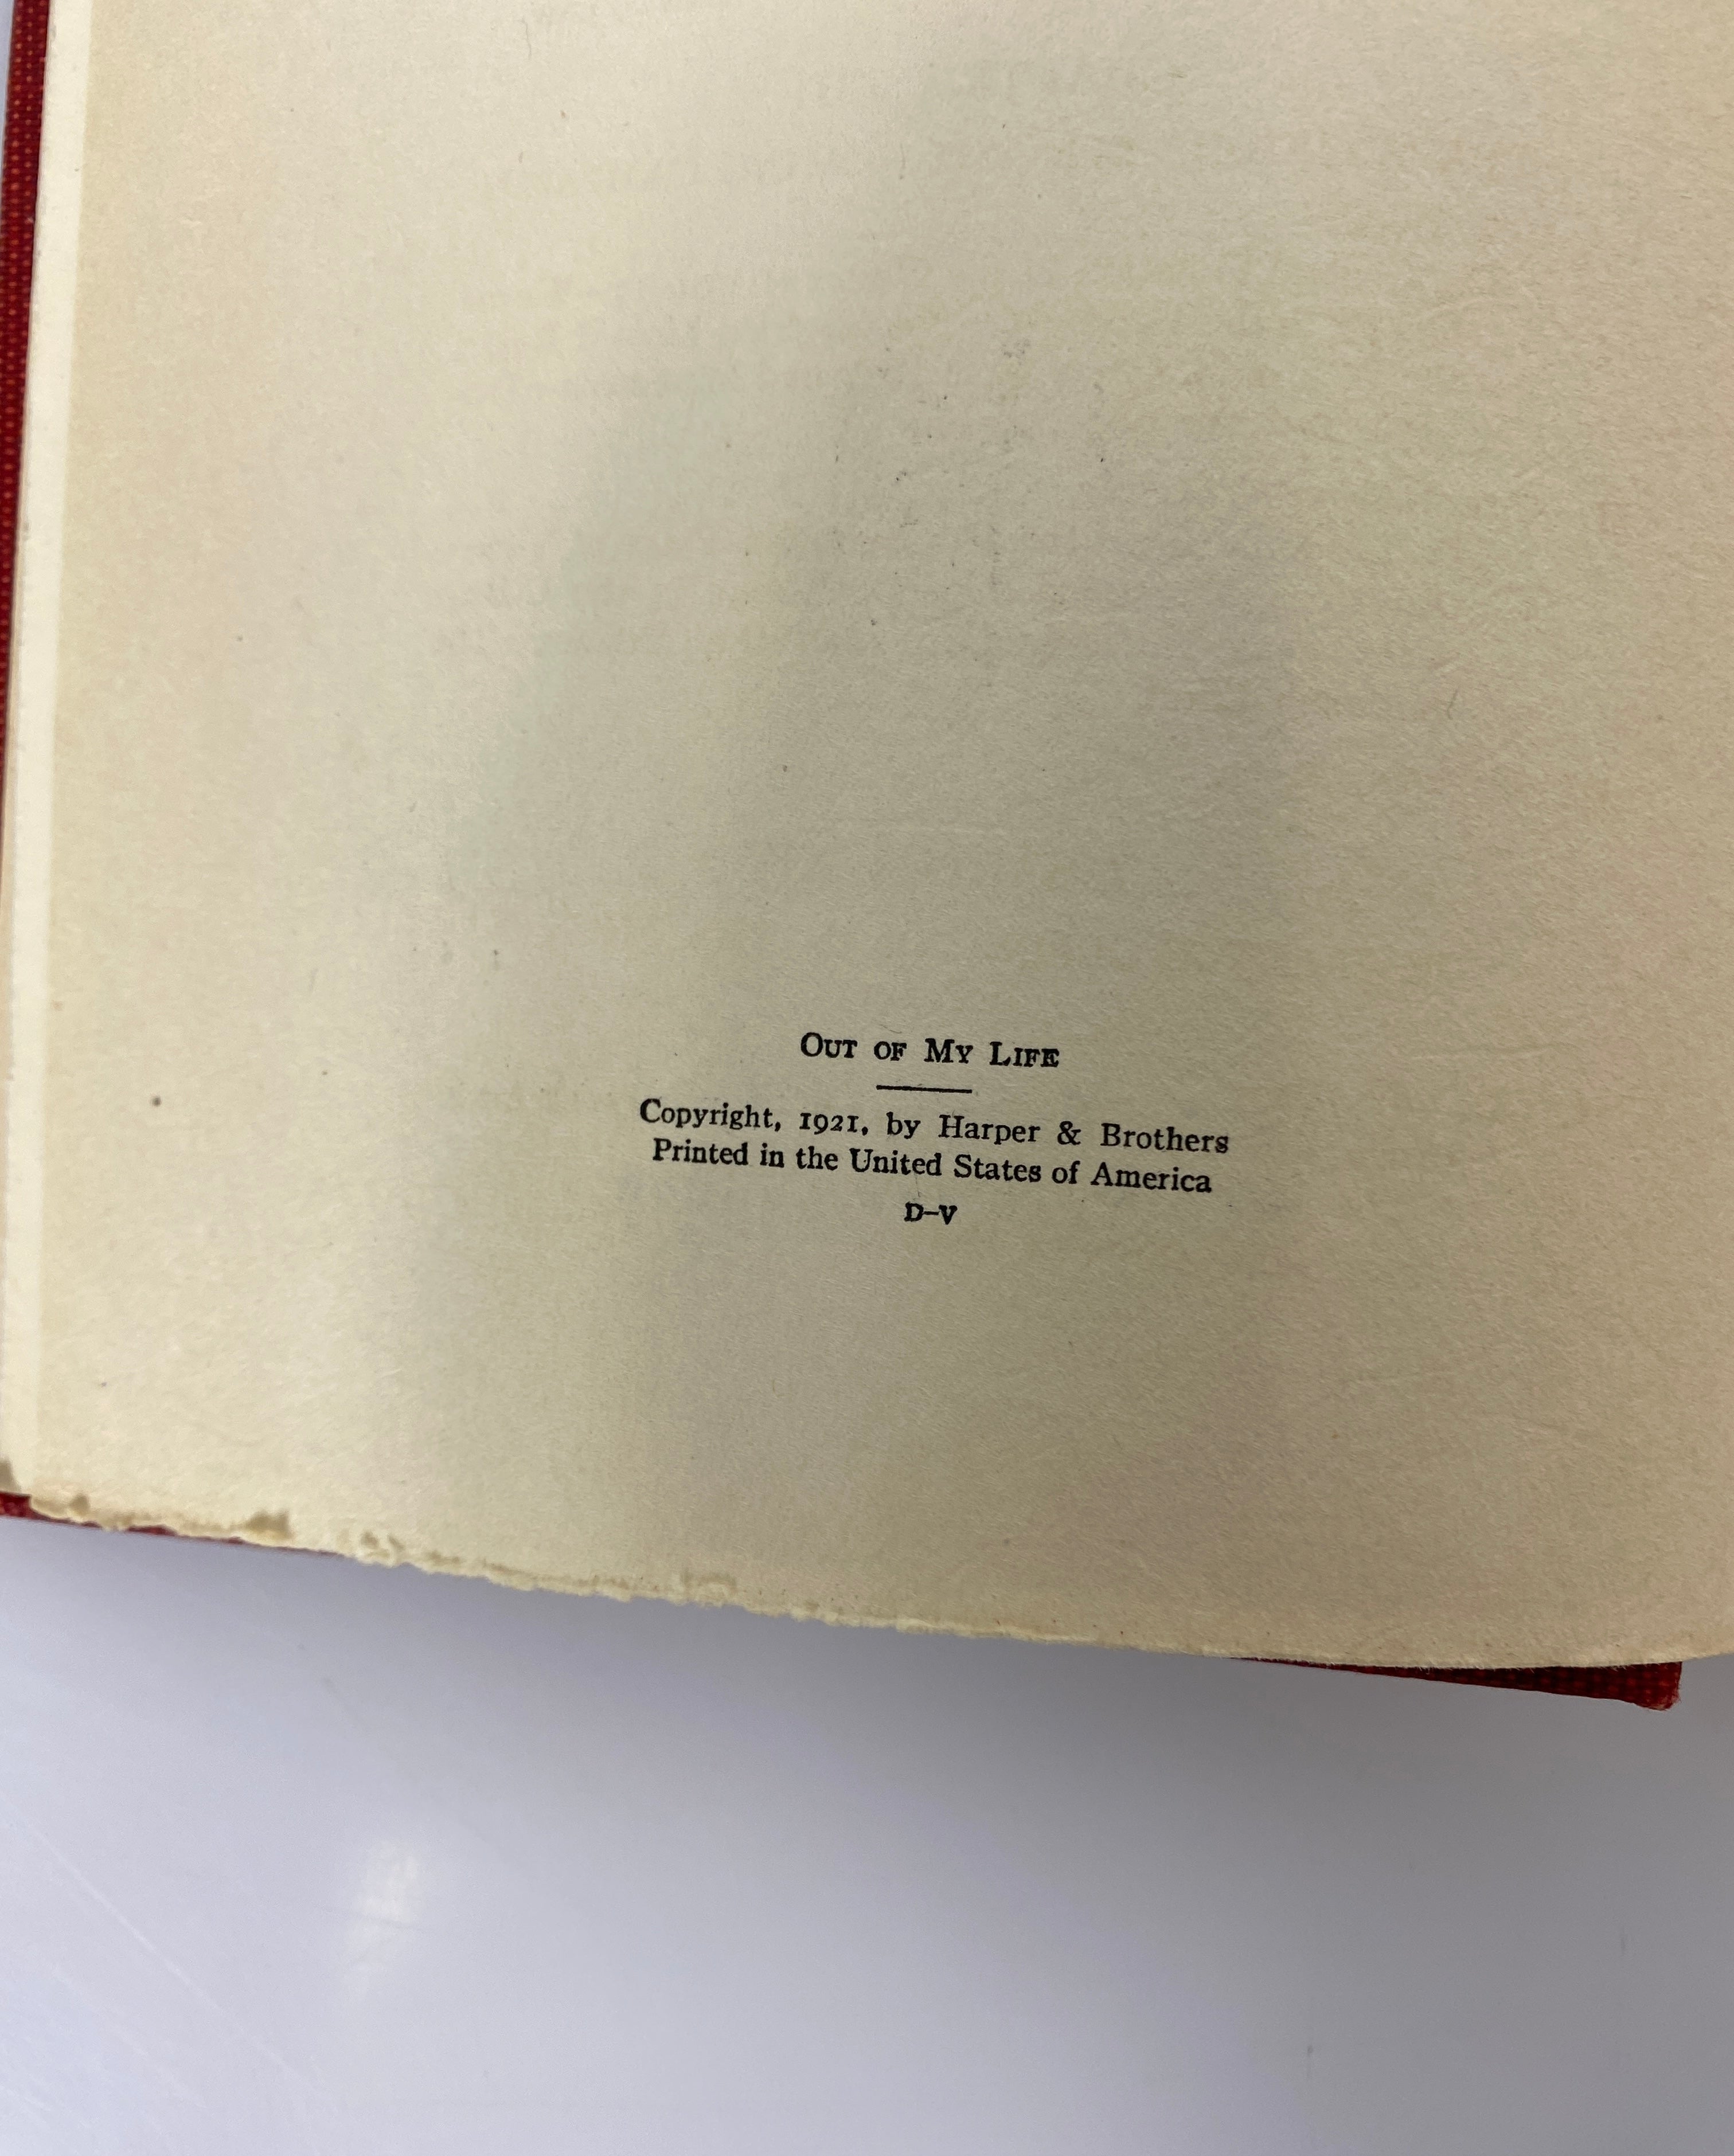 OUT OF MY LIFE
Copyright, 1921, by Harper & Brothers
Printed in the United States of America
D–V